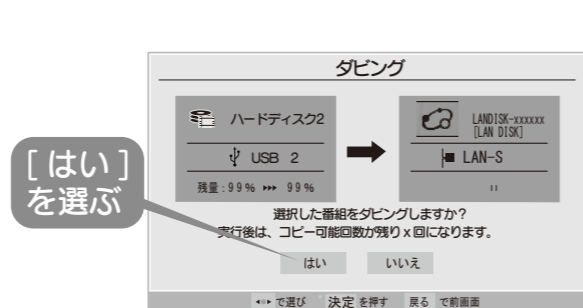 ダビング
ハードディスク2
USB 2
残量:99% ▸▸▸ 99%
LANDISK-xxxxxx
[LAN DISK]
LAN-S
[はい]
を選ぶ
選択した番組をダビングしますか?
実行後は、コピー可能回数が残りx回になります。
はい いいえ
で選び 決定を押す 戻る で前画面